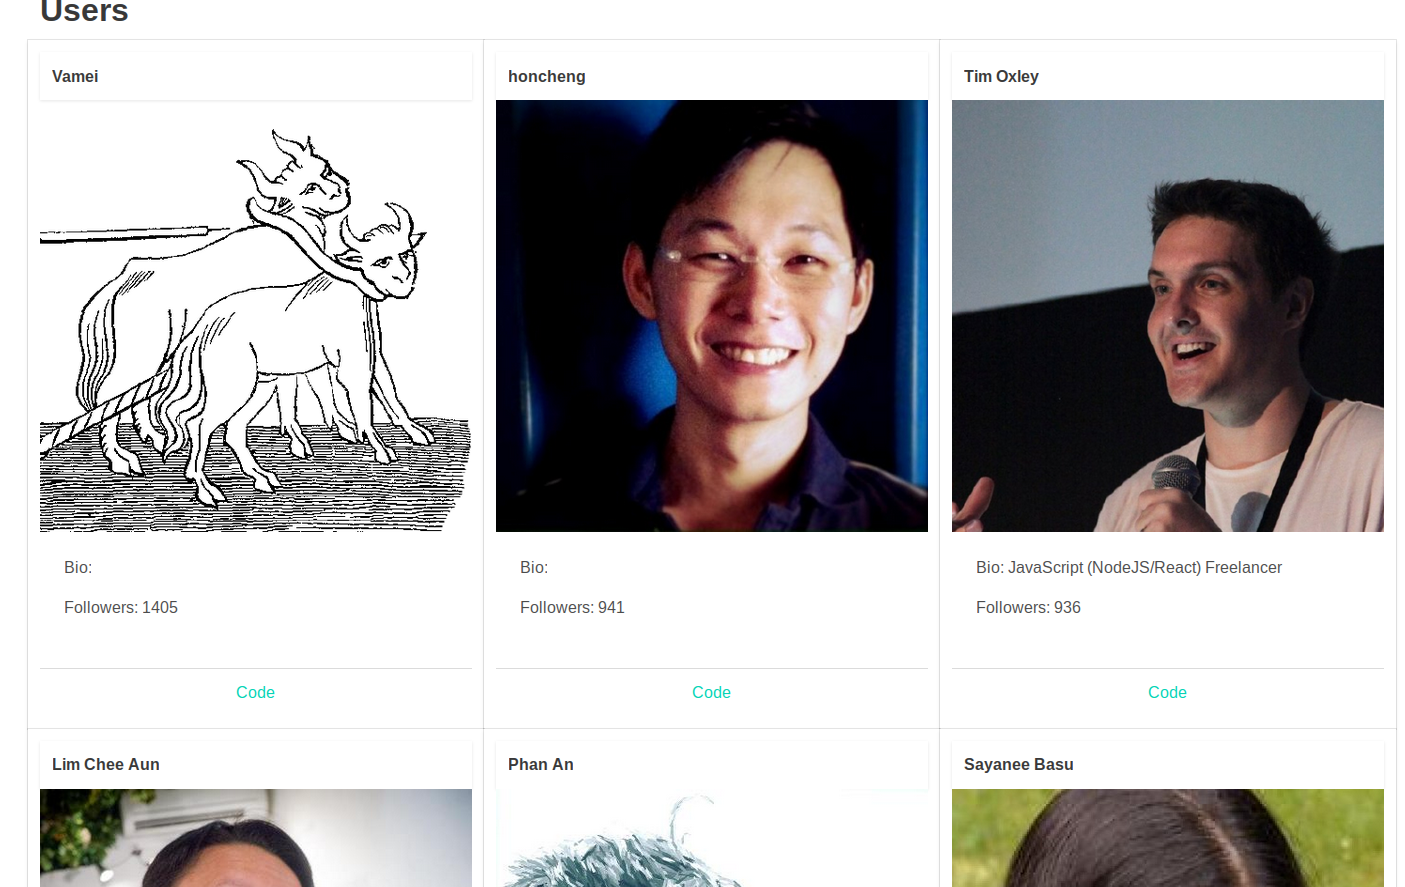 Users
Vamei
honcheng
Tim Oxley
Bio:
Bio:
Bio: JavaScript (NodeJS/React) Freelancer
Followers: 1405
Followers: 941
Followers: 936
Code
Code
Code
Lim Chee Aun
Phan An
Sayanee Basu